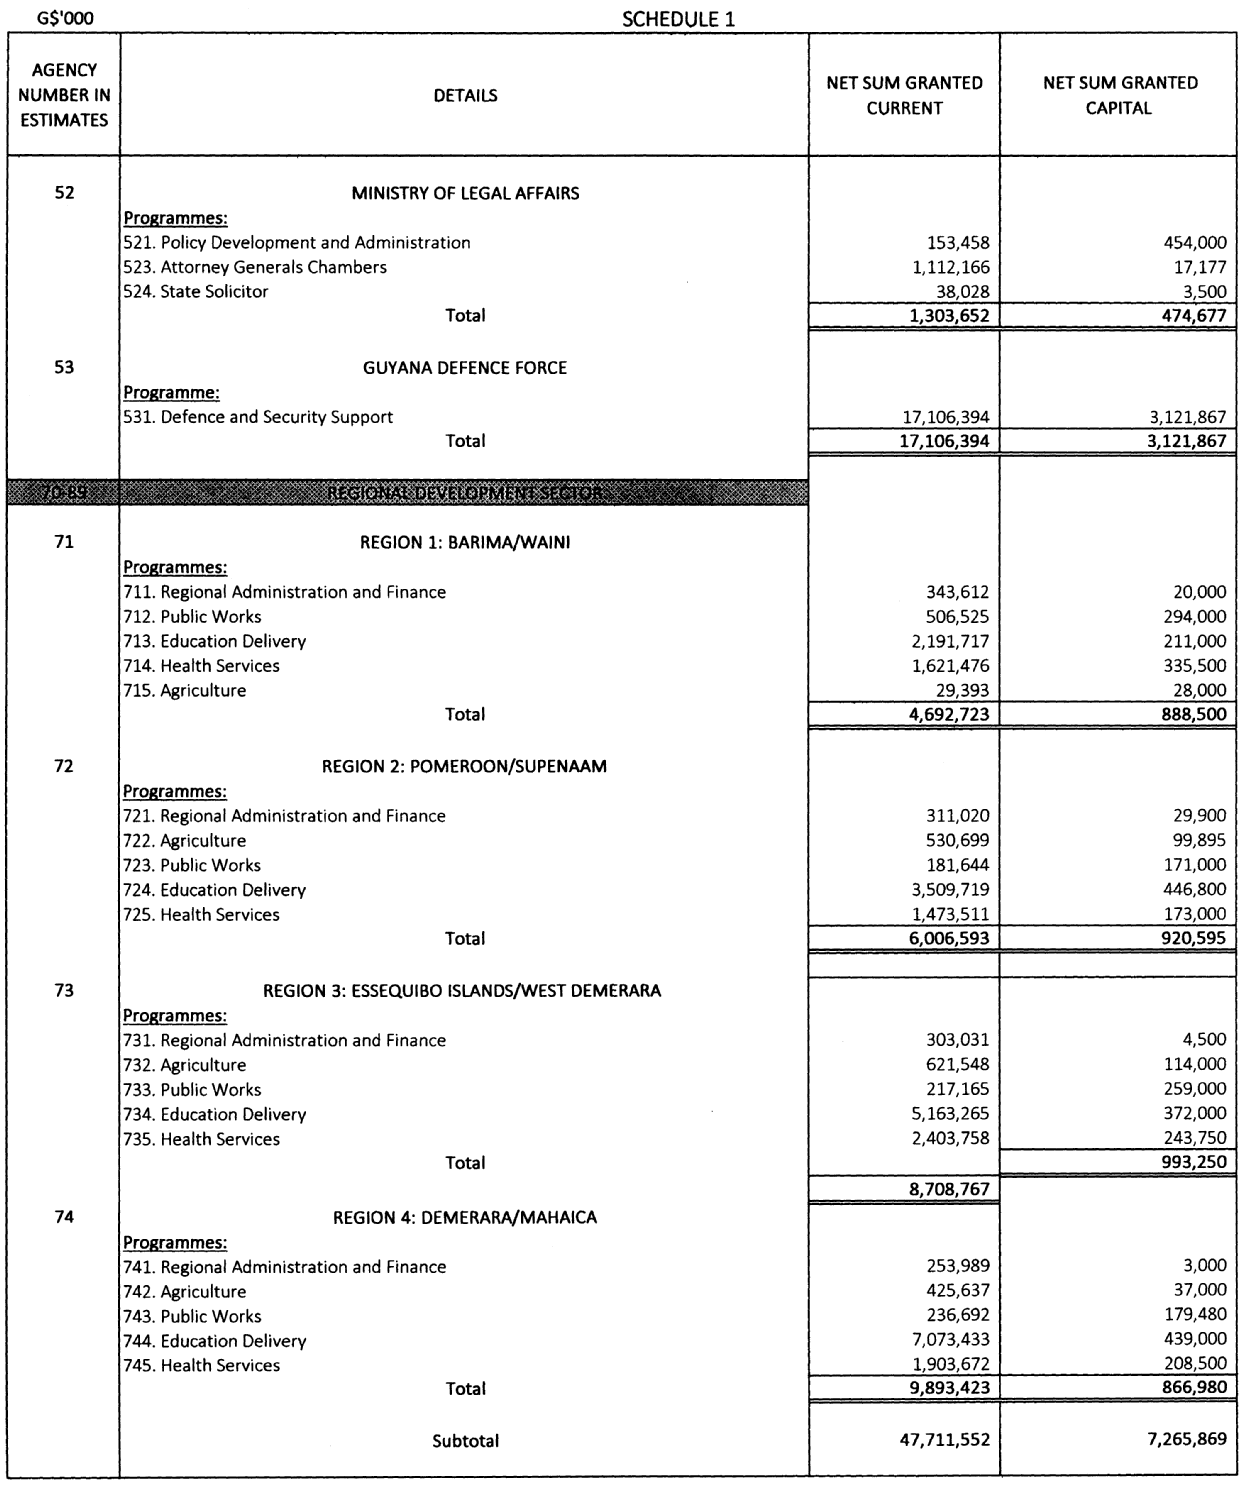 G$'000 SCHEDULE 1
AGENCY NUMBER IN ESTIMATES DETAILS NET SUM GRANTED CURRENT NET SUM GRANTED CAPITAL
52 MINISTRY OF LEGAL AFFAIRS
Programmes:
521. Policy Development and Administration 153,458 454,000
523. Attorney Generals Chambers 1,112,166 17,177
524. State Solicitor 38,028 3,500
Total 1,303,652 474,677
53 GUYANA DEFENCE FORCE
Programme:
531. Defence and Security Support 17,106,394 3,121,867
Total 17,106,394 3,121,867
70-89 REGIONAL DEVELOPMENT SECTOR
71 REGION 1: BARIMA/WAINI
Programmes:
711. Regional Administration and Finance 343,612 20,000
712. Public Works 506,525 294,000
713. Education Delivery 2,191,717 211,000
714. Health Services 1,621,476 335,500
715. Agriculture 29,393 28,000
Total 4,692,723 888,500
72 REGION 2: POMEROON/SUPENAAM
Programmes:
721. Regional Administration and Finance 311,020 29,900
722. Agriculture 530,699 99,895
723. Public Works 181,644 171,000
724. Education Delivery 3,509,719 446,800
725. Health Services 1,473,511 173,000
Total 6,006,593 920,595
73 REGION 3: ESSEQUIBO ISLANDS/WEST DEMERARA
Programmes:
731. Regional Administration and Finance 303,031 4,500
732. Agriculture 621,548 114,000
733. Public Works 217,165 259,000
734. Education Delivery 5,163,265 372,000
735. Health Services 2,403,758 243,750
Total 993,250
8,708,767
74 REGION 4: DEMERARA/MAHAICA
Programmes:
741. Regional Administration and Finance 253,989 3,000
742. Agriculture 425,637 37,000
743. Public Works 236,692 179,480
744. Education Delivery 7,073,433 439,000
745. Health Services 1,903,672 208,500
Total 9,893,423 866,980
Subtotal 47,711,552 7,265,869